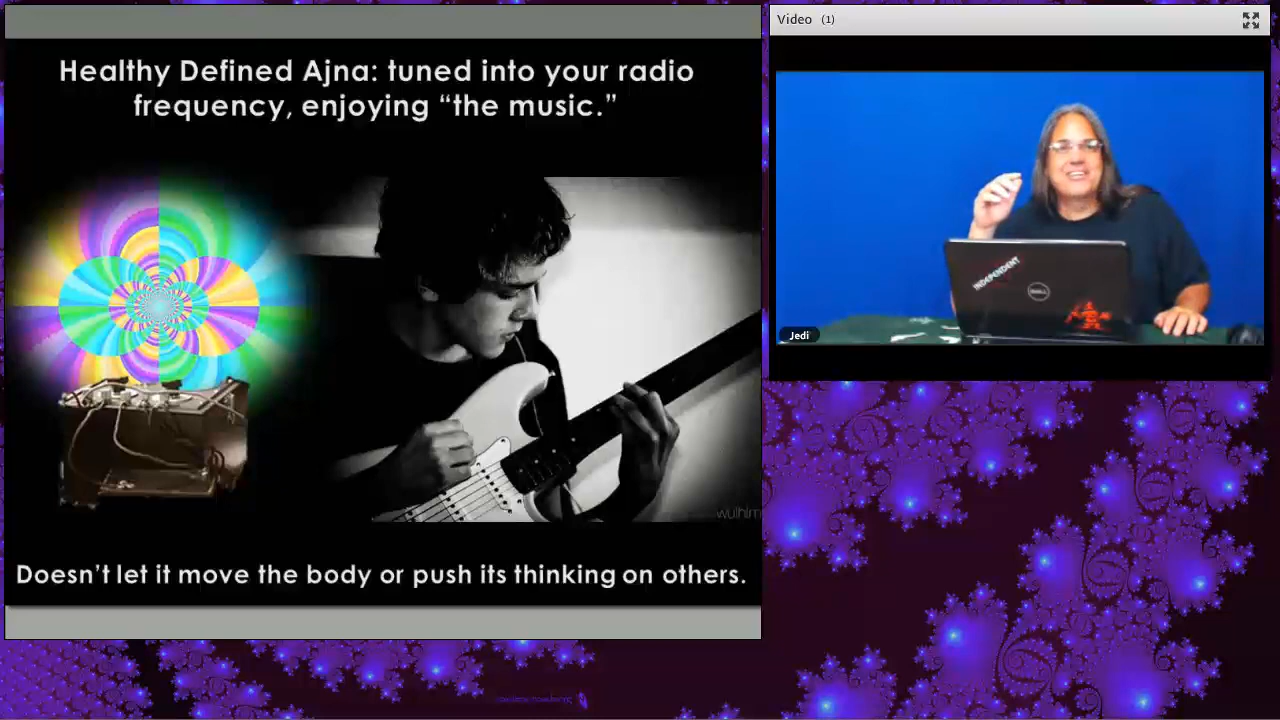 Healthy Defined Ajna: tuned into your radio
frequency, enjoying “the music.”
Doesn’t let it move the body or push its thinking on others.
Video (1)
INDEPENDENT
DELL
Jedi